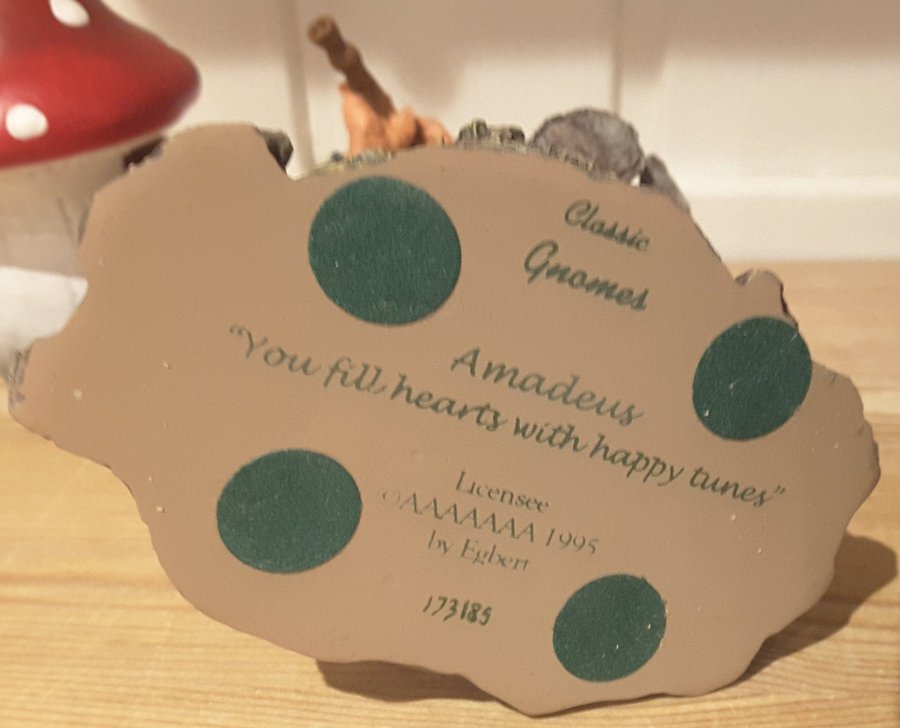 Classic
Gnomes
Amadeus
“You fill hearts with happy tunes”
Licensee
©AAAAAAA 1995
by Egbert
173185